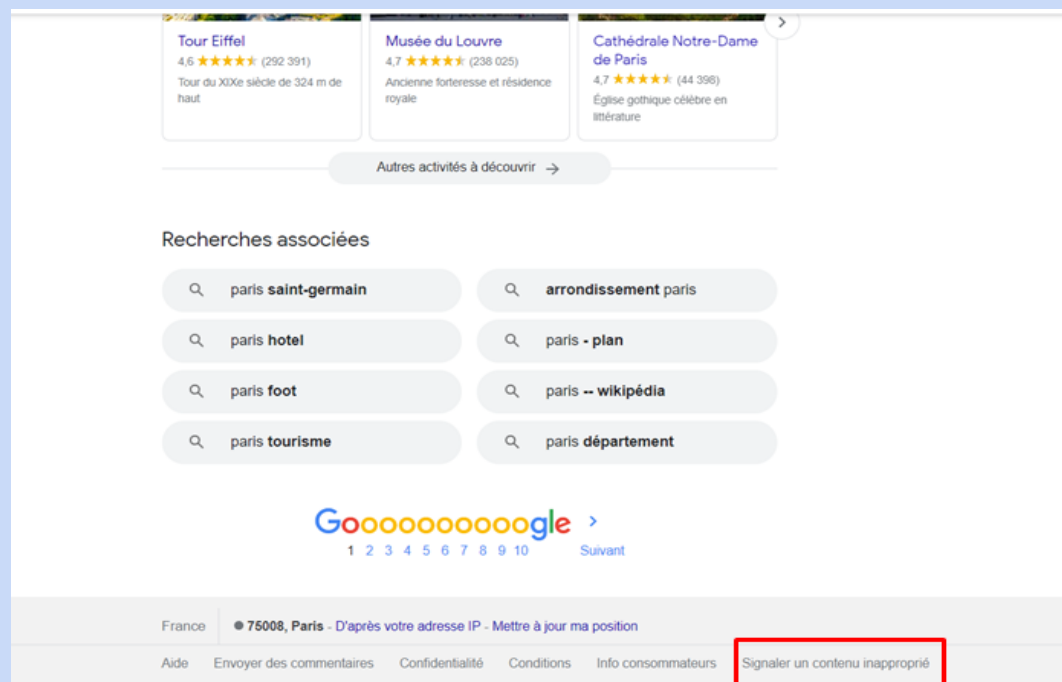 Tour Eiffel
4,6 (292 391)
Tour du XIXe siècle de 324 m de
haut
Musée du Louvre
4,7 (238 025)
Ancienne forteresse et résidence
royale
Cathédrale Notre-Dame
de Paris
4,7 (44 398)
Église gothique célèbre en
littérature
Autres activités à découvrir →
Recherches associées
paris saint-germain
arrondissement paris
paris hotel
paris - plan
paris foot
paris -- wikipédia
paris tourisme
paris département
Goooooooooogle >
1 2 3 4 5 6 7 8 9 10 Suivant
France 75008, Paris - D'après votre adresse IP - Mettre à jour ma position
Aide Envoyer des commentaires Confidentialité Conditions Info consommateurs Signaler un contenu inapproprié